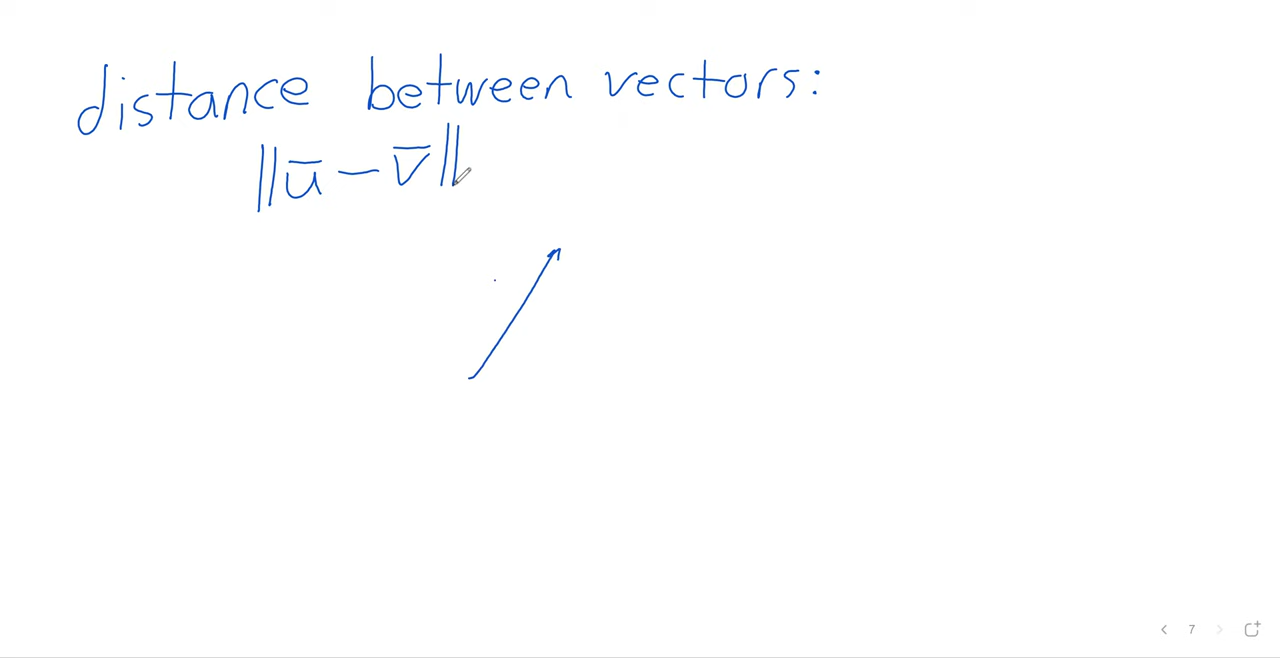 distance between vectors:
‖ū − v̄‖
7